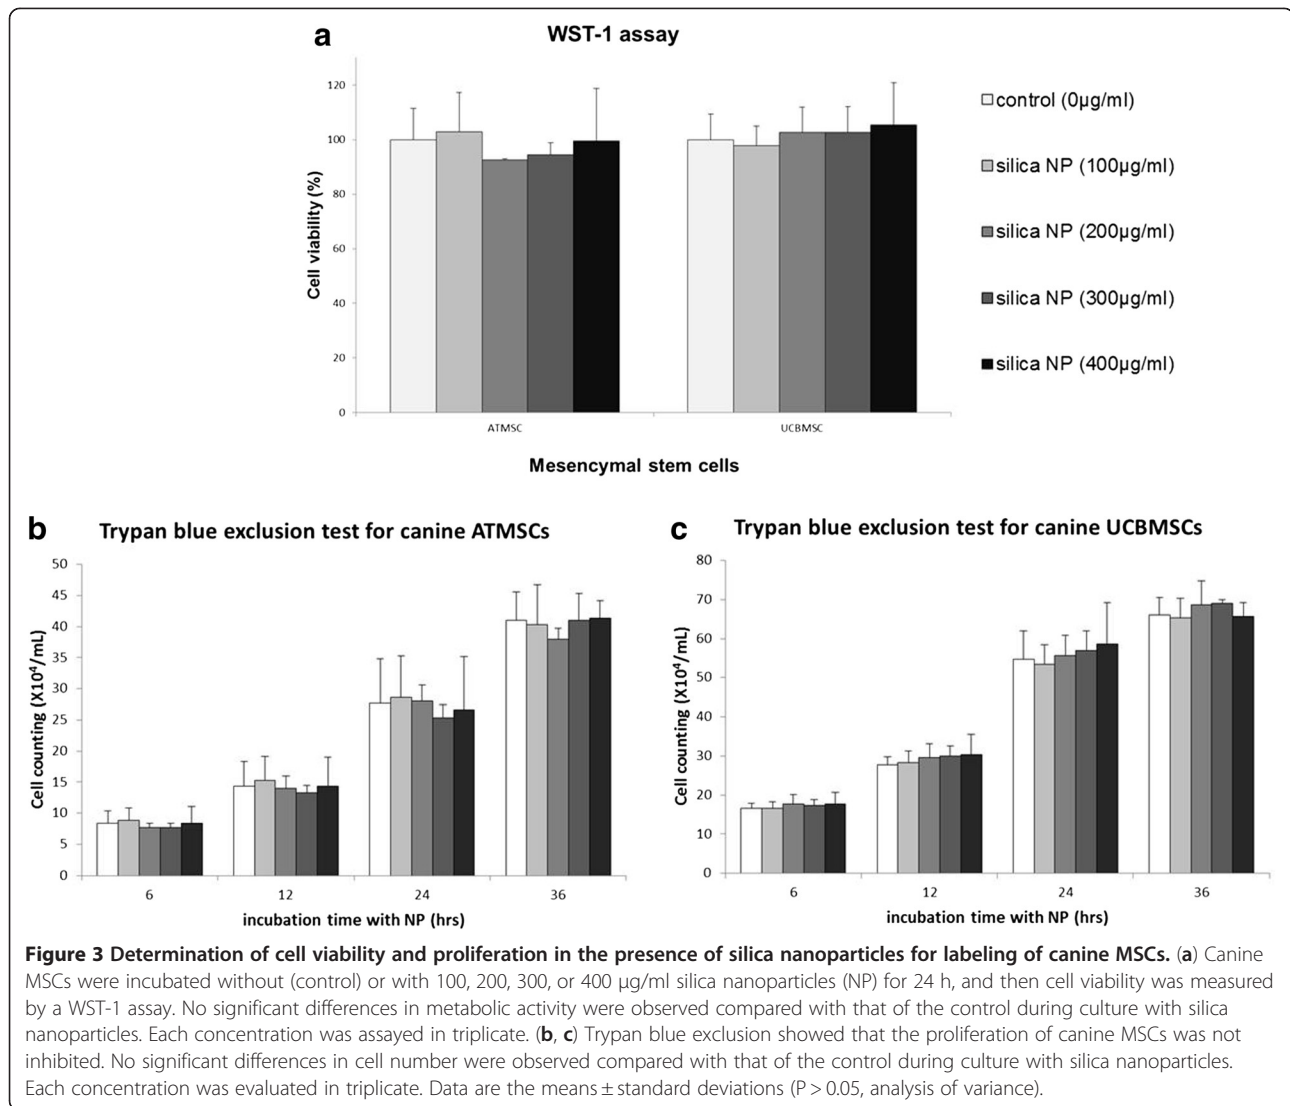 a
WST-1 assay
120
100
80
60
40
20
0
Cell viability (%)
ATMSC
UCBMSC
Mesencymal stem cells
control (0µg/ml)
silica NP (100µg/ml)
silica NP (200µg/ml)
silica NP (300µg/ml)
silica NP (400µg/ml)
b
Trypan blue exclusion test for canine ATMSCs
50
45
40
35
30
25
20
15
10
5
0
Cell counting (X10⁴/mL)
6
12
24
36
incubation time with NP (hrs)
c
Trypan blue exclusion test for canine UCBMSCs
80
70
60
50
40
30
20
10
0
Cell counting (X10⁴/mL)
6
12
24
36
incubation time with NP (hrs)
Figure 3 Determination of cell viability and proliferation in the presence of silica nanoparticles for labeling of canine MSCs. (a) Canine
MSCs were incubated without (control) or with 100, 200, 300, or 400 µg/ml silica nanoparticles (NP) for 24 h, and then cell viability was measured
by a WST-1 assay. No significant differences in metabolic activity were observed compared with that of the control during culture with silica
nanoparticles. Each concentration was assayed in triplicate. (b, c) Trypan blue exclusion showed that the proliferation of canine MSCs was not
inhibited. No significant differences in cell number were observed compared with that of the control during culture with silica nanoparticles.
Each concentration was evaluated in triplicate. Data are the means ± standard deviations (P > 0.05, analysis of variance).